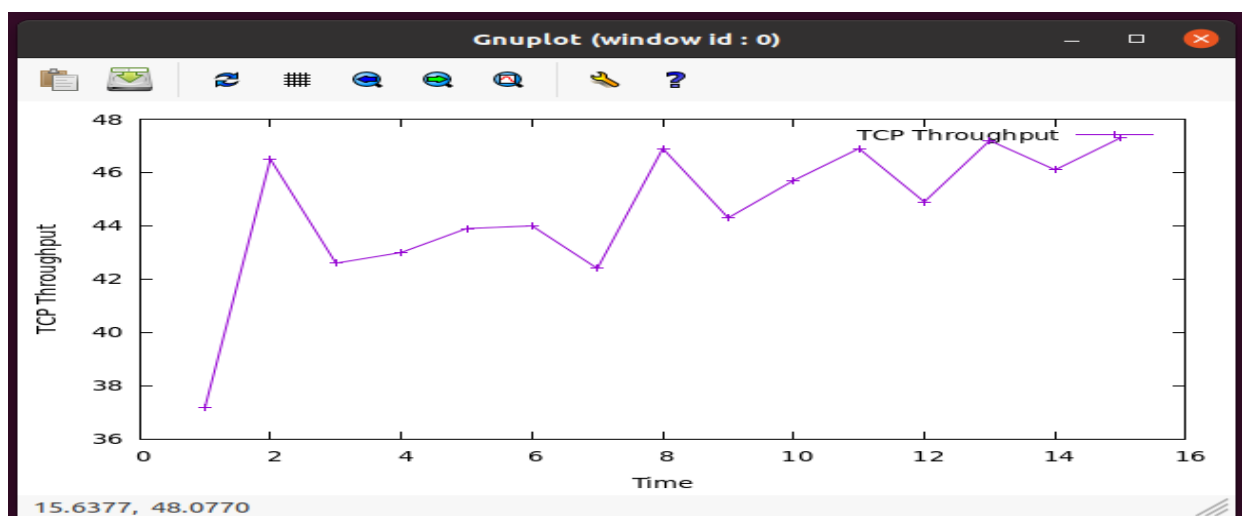 Gnuplot (window id : 0)
?
TCP Throughput
48
46
44
42
40
38
36
TCP Throughput
0 2 4 6 8 10 12 14 16
Time
15.6377, 48.0770